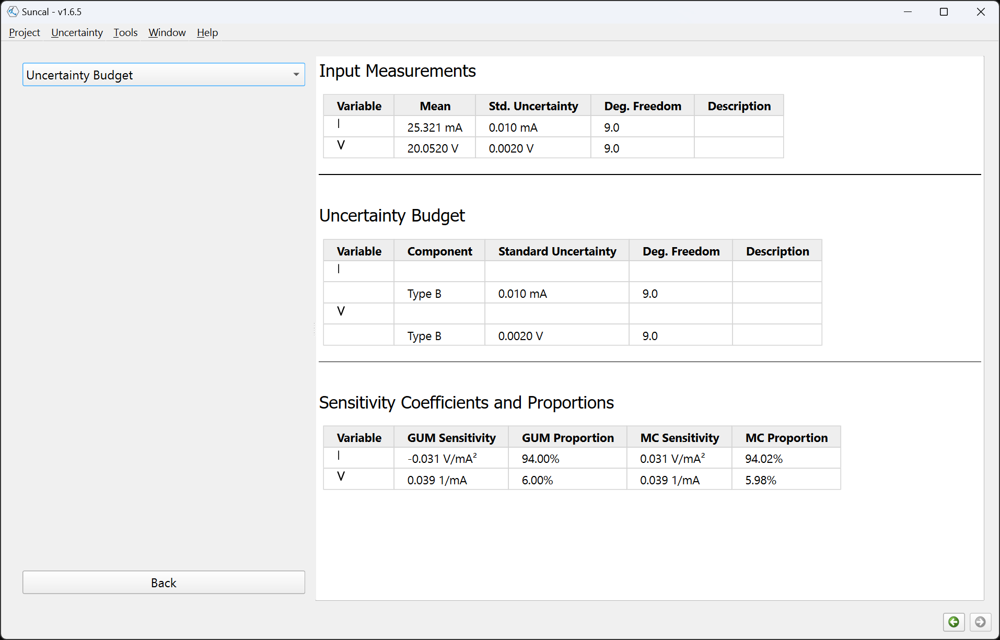 Suncal - v1.6.5
Project Uncertainty Tools Window Help
Uncertainty Budget
Input Measurements
Variable Mean Std. Uncertainty Deg. Freedom Description
I 25.321 mA 0.010 mA 9.0
V 20.0520 V 0.0020 V 9.0
Uncertainty Budget
Variable Component Standard Uncertainty Deg. Freedom Description
I
Type B 0.010 mA 9.0
V
Type B 0.0020 V 9.0
Sensitivity Coefficients and Proportions
Variable GUM Sensitivity GUM Proportion MC Sensitivity MC Proportion
I -0.031 V/mA² 94.00% 0.031 V/mA² 94.02%
V 0.039 1/mA 6.00% 0.039 1/mA 5.98%
Back